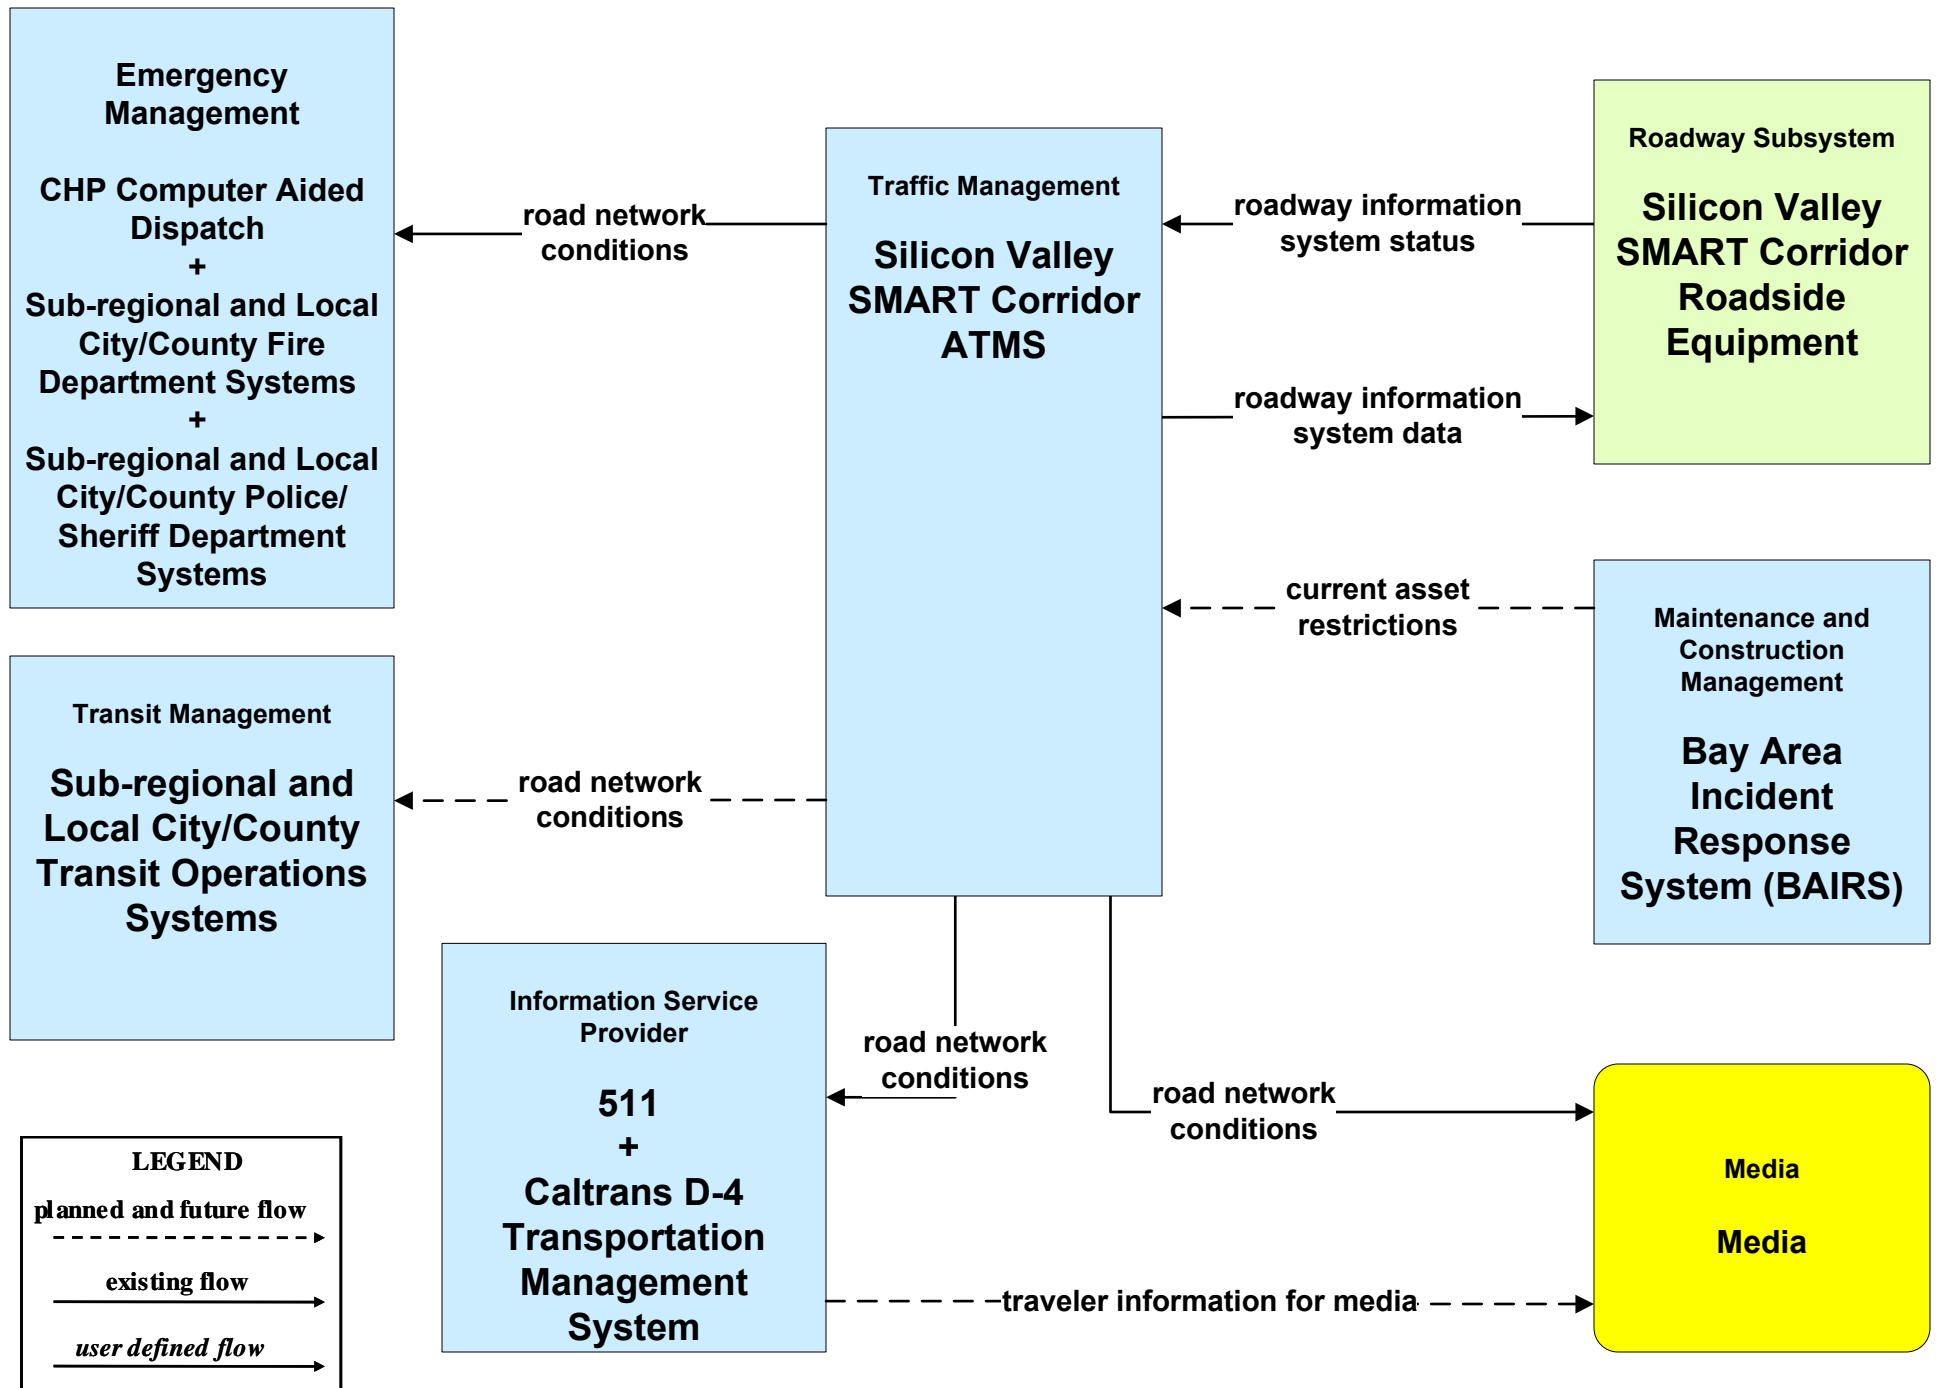 Emergency
Management
CHP Computer Aided
Dispatch
+
Sub-regional and Local
City/County Fire
Department Systems
+
Sub-regional and Local
City/County Police/
Sheriff Department
Systems
road network
conditions
Traffic Management
Silicon Valley
SMART Corridor
ATMS
roadway information
system status
roadway information
system data
Roadway Subsystem
Silicon Valley
SMART Corridor
Roadside
Equipment
current asset
restrictions
Maintenance and
Construction
Management
Bay Area
Incident
Response
System (BAIRS)
Transit Management
Sub-regional and
Local City/County
Transit Operations
Systems
road network
conditions
Information Service
Provider
511
+
Caltrans D-4
Transportation
Management
System
road network
conditions
road network
conditions
traveler information for media
Media
Media
LEGEND
planned and future flow
existing flow
user defined flow